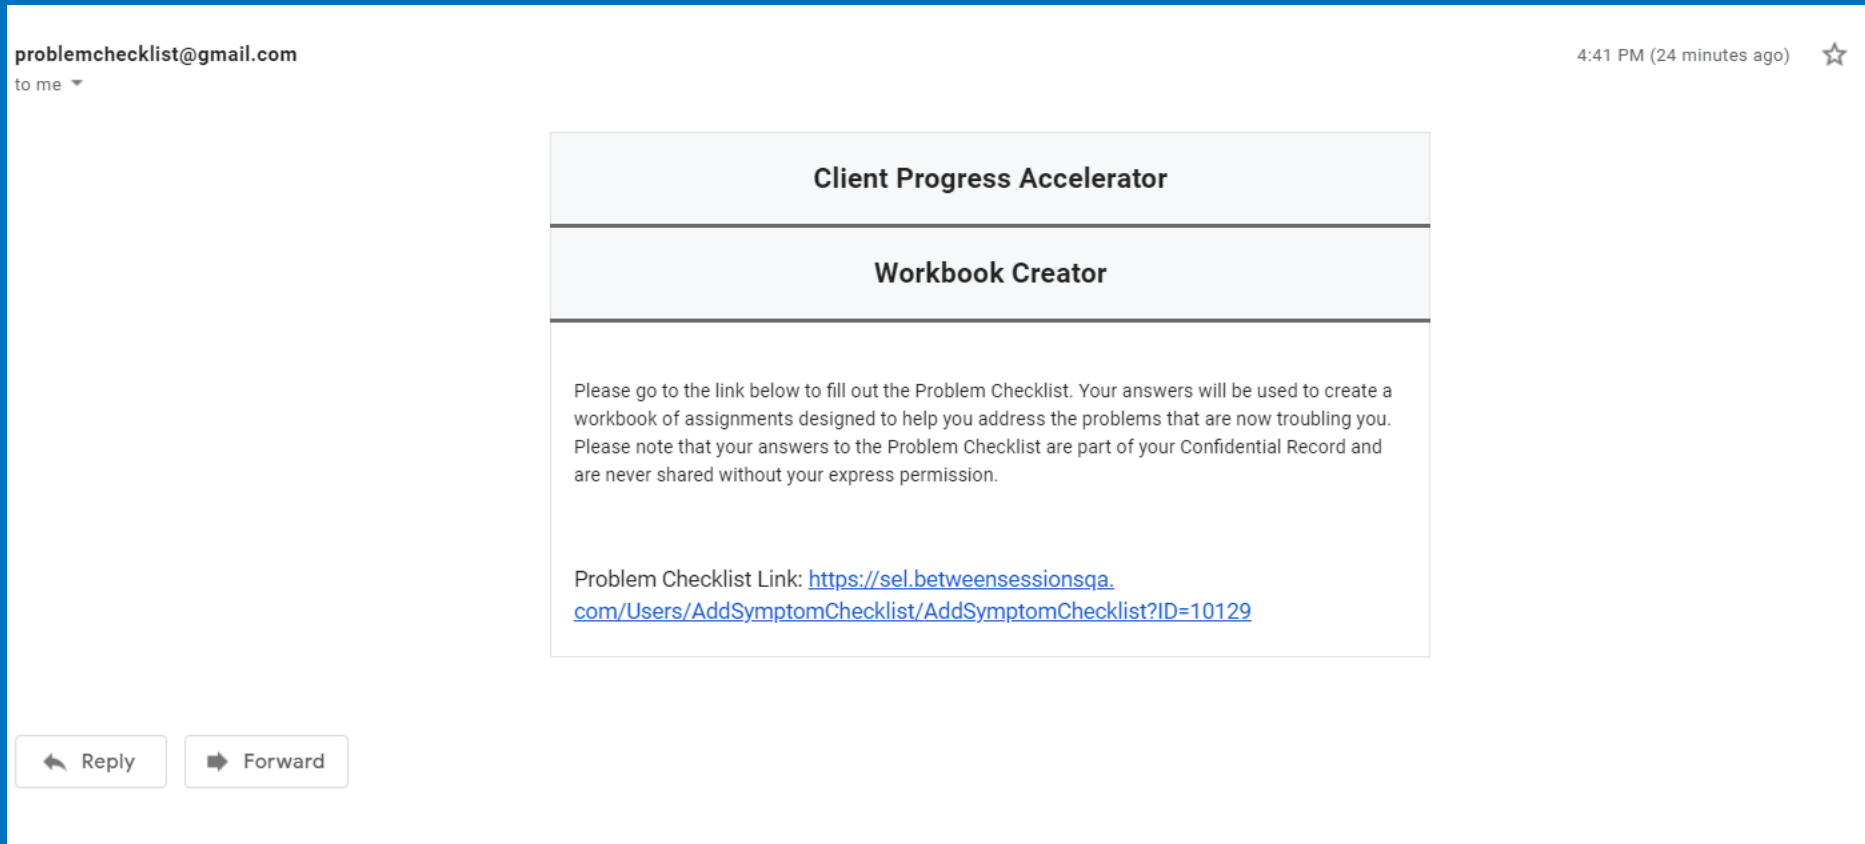 problemchecklist@gmail.com
4:41 PM (24 minutes ago)
to me
Client Progress Accelerator
Workbook Creator
Please go to the link below to fill out the Problem Checklist. Your answers will be used to create a
workbook of assignments designed to help you address the problems that are now troubling you.
Please note that your answers to the Problem Checklist are part of your Confidential Record and
are never shared without your express permission.
Problem Checklist Link: https://sel.betweensessionsqa.
com/Users/AddSymptomChecklist/AddSymptomChecklist?ID=10129
Reply
Forward